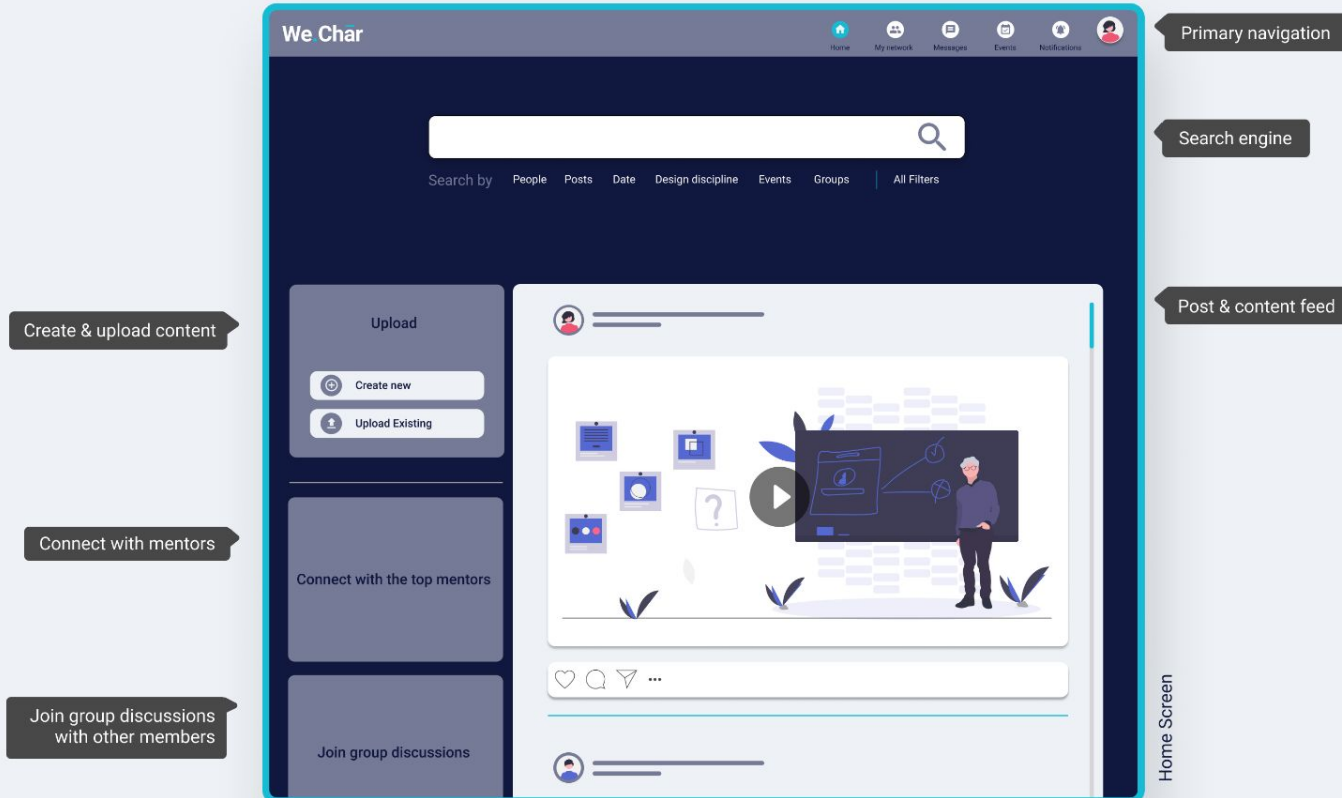 We.Chār
Home
My network
Messages
Events
Notifications
Primary navigation
Search engine
Search by People Posts Date Design discipline Events Groups All Filters
Create & upload content
Upload
Create new
Upload Existing
Post & content feed
?
Connect with mentors
Connect with the top mentors
Join group discussions
with other members
Join group discussions
Home Screen